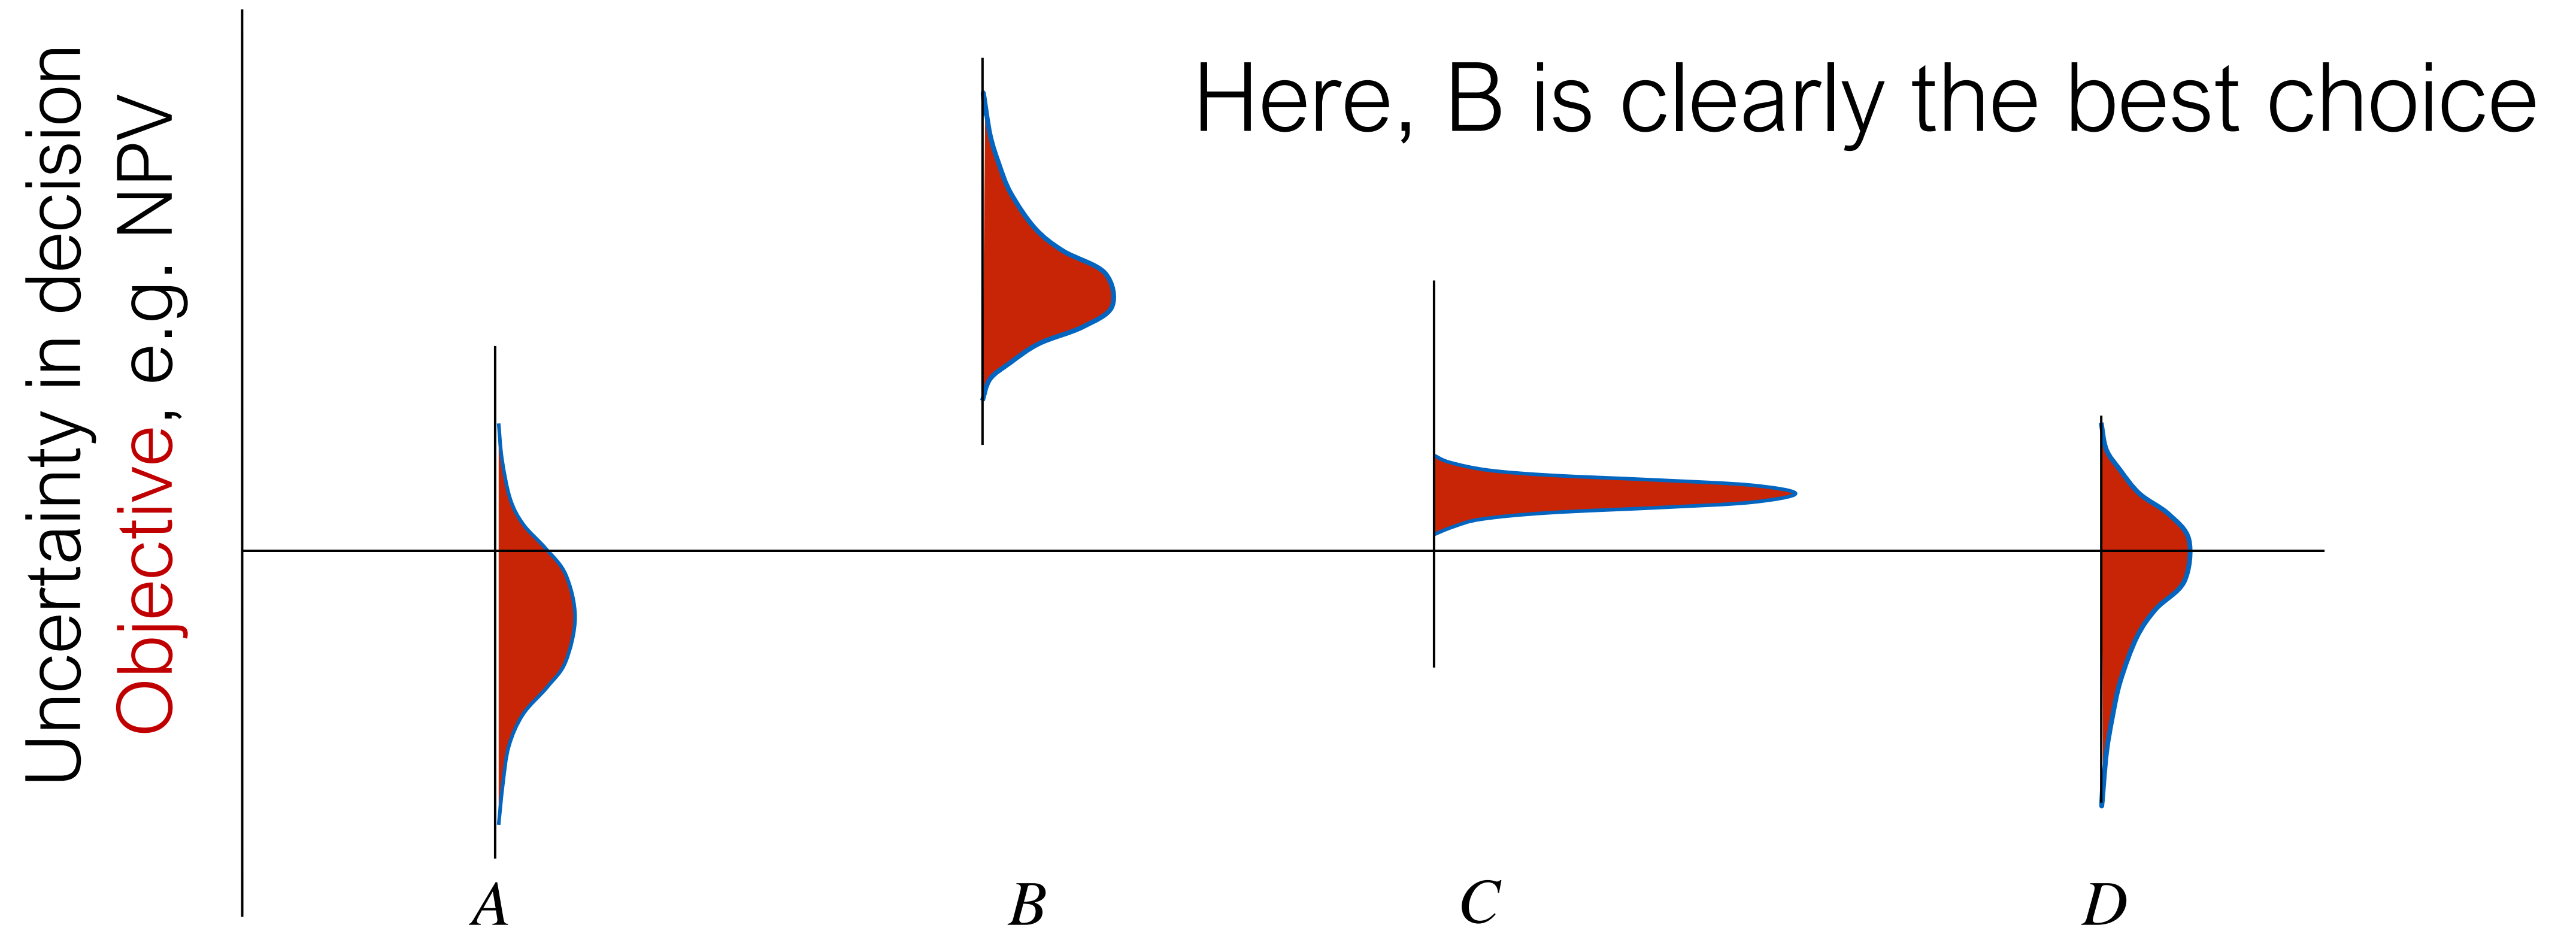 Uncertainty in decision
Objective, e.g. NPV
Here, B is clearly the best choice
A
B
C
D